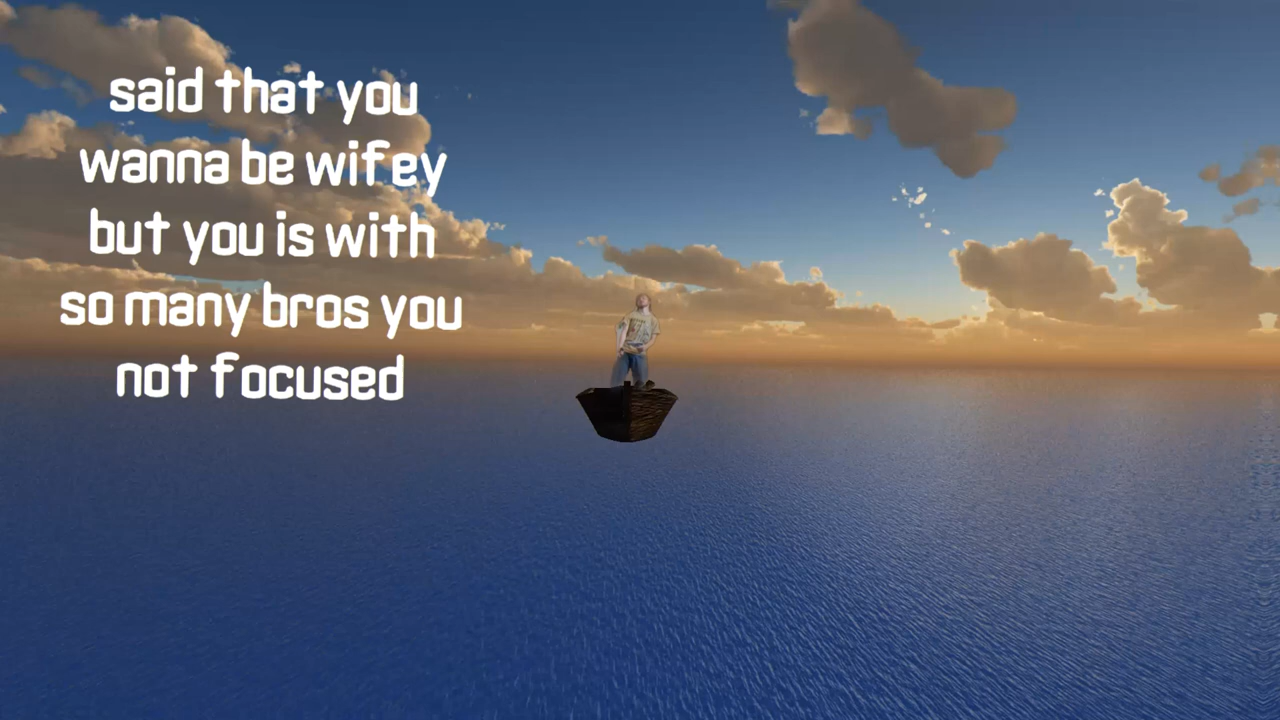 said that you
wanna be wifey
but you is with
so many bros you
not focused